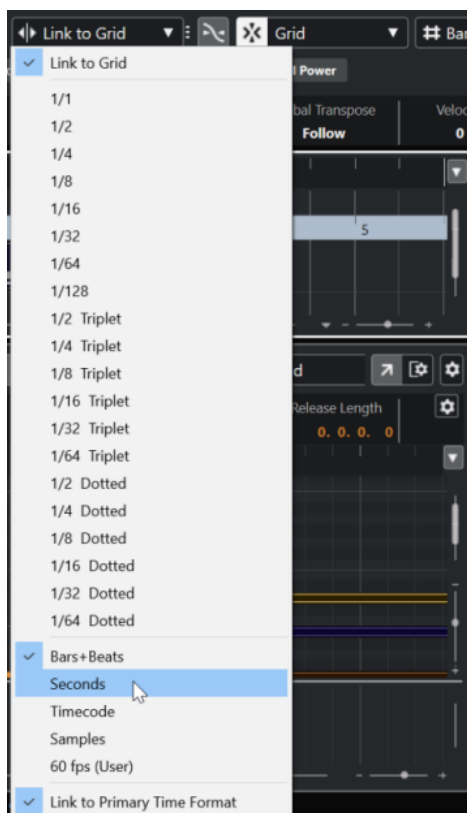 Link to Grid
Grid
Bar
Link to Grid
Power
1/1
bal Transpose
Veloc
1/2
Follow
0
1/4
1/8
1/16
1/32
5
1/64
1/128
1/2 Triplet
1/4 Triplet
1/8 Triplet
d
1/16 Triplet
Release Length
1/32 Triplet
0. 0. 0. 0
1/64 Triplet
1/2 Dotted
1/4 Dotted
1/8 Dotted
1/16 Dotted
1/32 Dotted
1/64 Dotted
Bars+Beats
Seconds
Timecode
Samples
60 fps (User)
Link to Primary Time Format